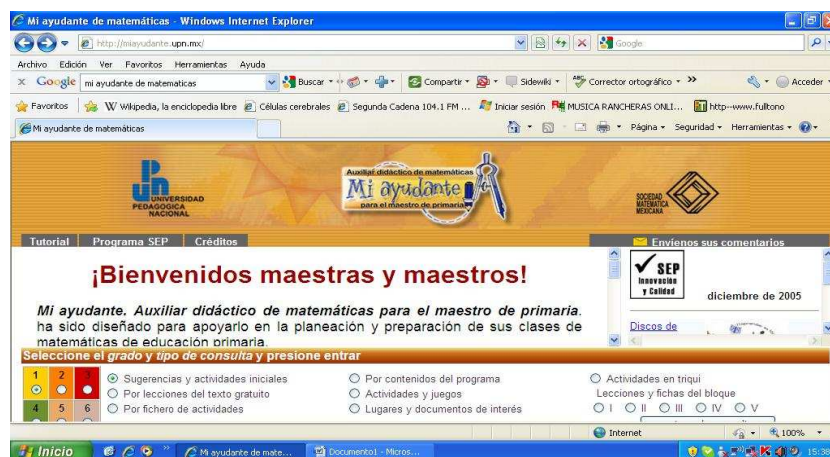 Mi ayudante de matemáticas - Windows Internet Explorer
http://miayudante.upn.mx/
Google
Archivo Edición Ver Favoritos Herramientas Ayuda
x Google mi ayudante de matematicas Buscar Compartir Sidewiki Corrector ortográfico Acceder
Favoritos W Wikipedia, la enciclopedia libre Células cerebrales Segunda Cadena 104.1 FM ... Iniciar sesión MUSICA RANCHERAS ONLI... http--www.fulltono
Mi ayudante de matemáticas Página Seguridad Herramientas
UNIVERSIDAD
PEDAGOGICA
NACIONAL
Auxiliar didáctico de matemáticas
Mi ayudante
para el maestro de primaria
SOCIEDAD
MATEMATICA
MEXICANA
Tutorial Programa SEP Créditos Envíenos sus comentarios
¡Bienvenidos maestras y maestros!
SEP
Innovación
y Calidad
diciembre de 2005
Mi ayudante. Auxiliar didáctico de matemáticas para el maestro de primaria.
ha sido diseñado para apoyarlo en la planeación y preparación de sus clases de
matemáticas de educación primaria.
Discos de
Seleccione el grado y tipo de consulta y presione entrar
1 2 3
Sugerencias y actividades iniciales Por contenidos del programa Actividades en triqui
Por lecciones del texto gratuito Actividades y juegos Lecciones y fichas del bloque
4 5 6 Por fichero de actividades Lugares y documentos de interés I II III IV V
Internet 100%
Inicio Mi ayudante de mate... Documento1 - Micros... 15:38